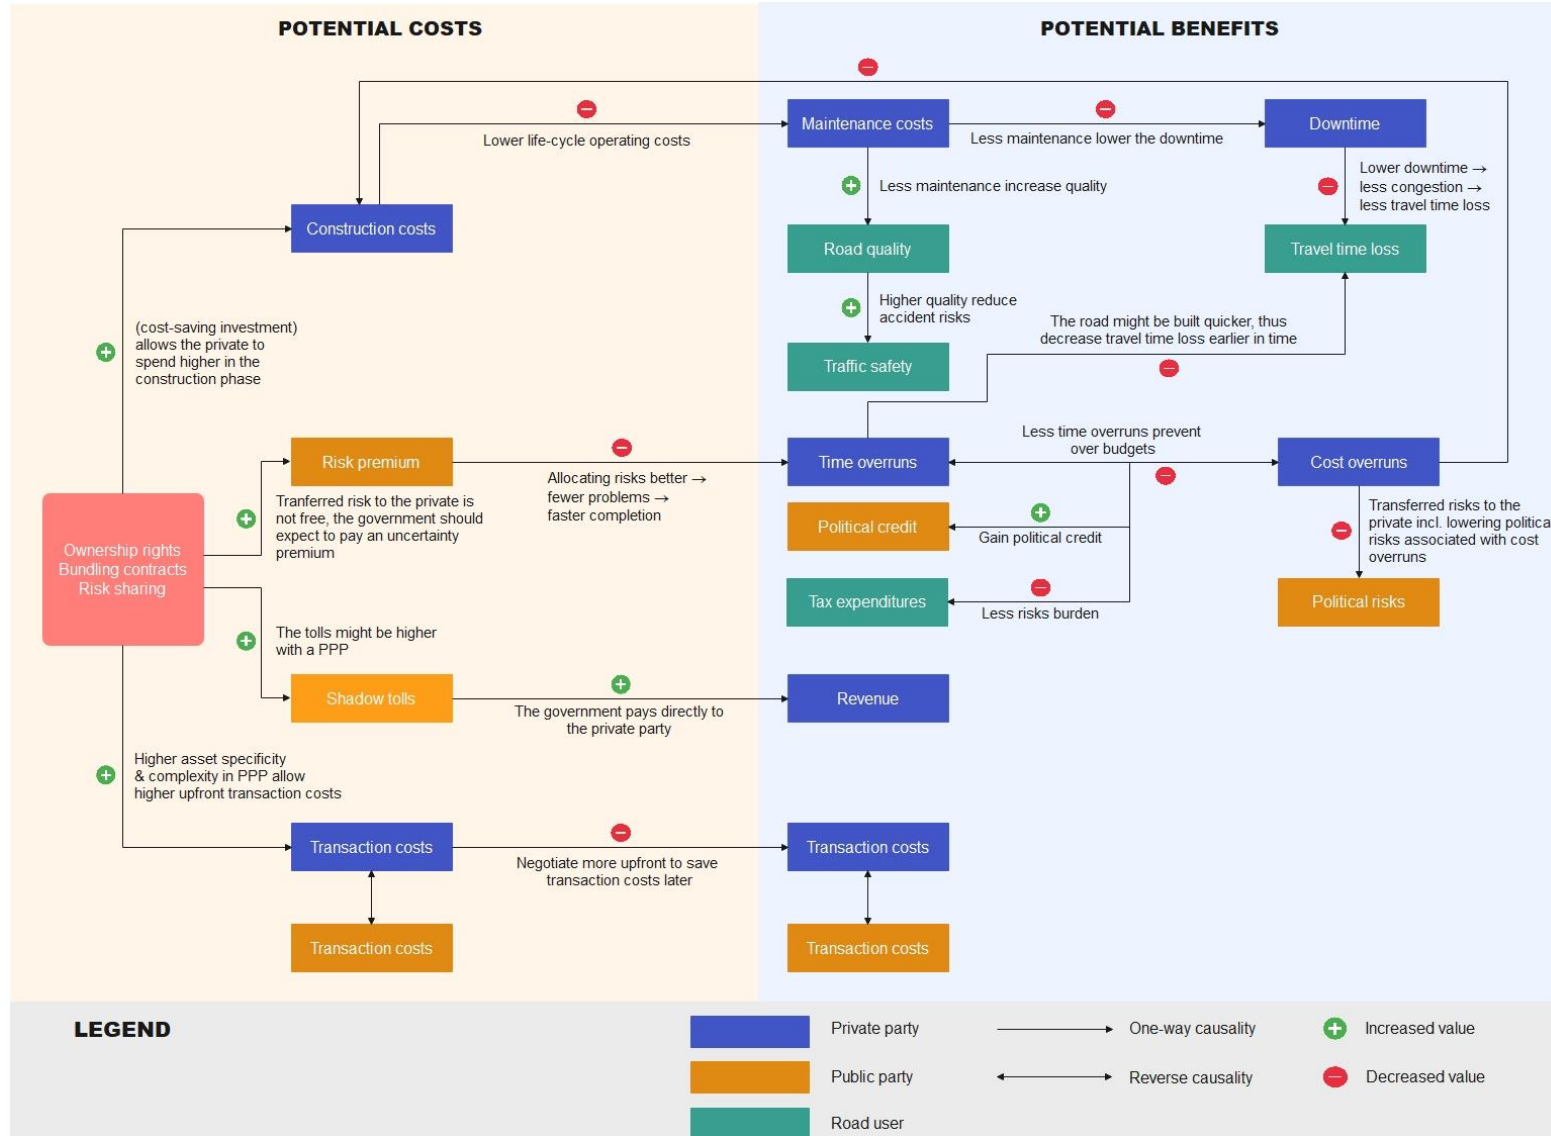 POTENTIAL COSTS
POTENTIAL BENEFITS
Maintenance costs
Downtime
Lower life-cycle operating costs
Less maintenance lower the downtime
Lower downtime →
less congestion →
less travel time loss
Less maintenance increase quality
Construction costs
Road quality
Travel time loss
Higher quality reduce
accident risks
(cost-saving investment)
allows the private to
spend higher in the
construction phase
The road might be built quicker, thus
decrease travel time loss earlier in time
Traffic safety
Less time overruns prevent
over budgets
Risk premium
Time overruns
Cost overruns
Allocating risks better →
fewer problems →
faster completion
Tranferred risk to the private is
not free, the government should
expect to pay an uncertainty
premium
Transferred risks to the
private incl. lowering politica
risks associated with cost
overruns
Political credit
Gain political credit
Ownership rights
Bundling contracts
Risk sharing
Tax expenditures
Less risks burden
Political risks
The tolls might be higher
with a PPP
Shadow tolls
Revenue
The government pays directly to
the private party
Higher asset specificity
& complexity in PPP allow
higher upfront transaction costs
Transaction costs
Transaction costs
Negotiate more upfront to save
transaction costs later
Transaction costs
Transaction costs
LEGEND
Private party
One-way causality
Increased value
Public party
Reverse causality
Decreased value
Road user